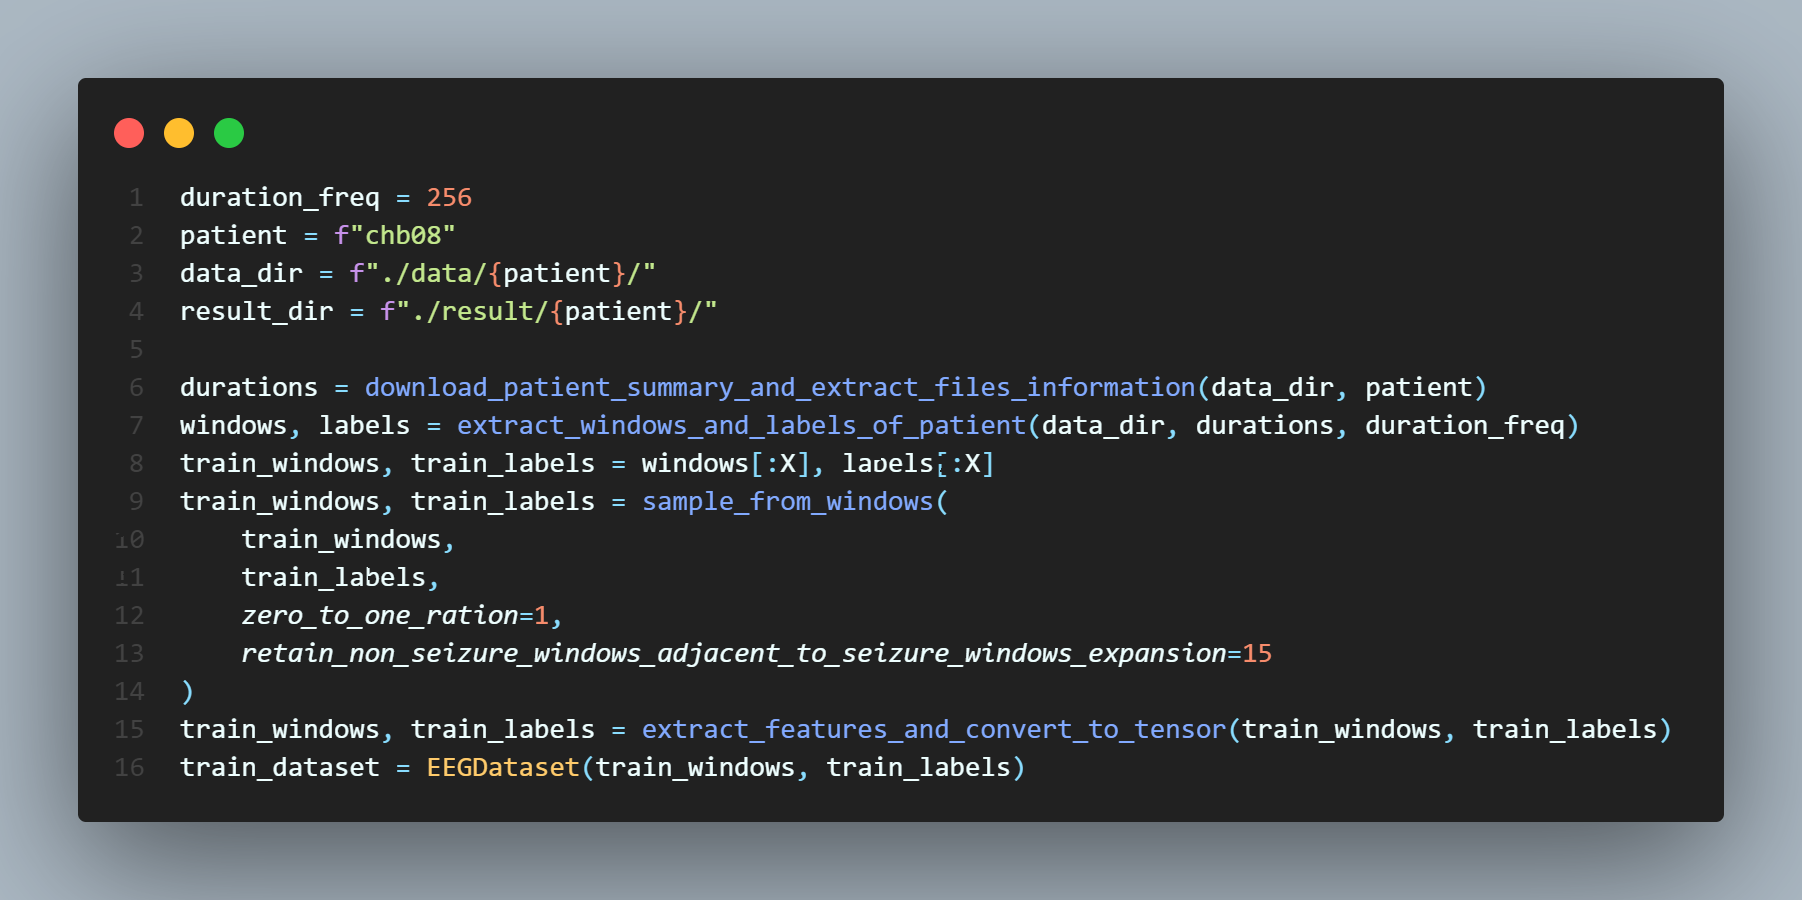 1 duration_freq = 256
2 patient = f"chb08"
3 data_dir = f"./data/{patient}/"
4 result_dir = f"./result/{patient}/"
5
6 durations = download_patient_summary_and_extract_files_information(data_dir, patient)
7 windows, labels = extract_windows_and_labels_of_patient(data_dir, durations, duration_freq)
8 train_windows, train_labels = windows[:X], labels[:X]
9 train_windows, train_labels = sample_from_windows(
10     train_windows,
11     train_labels,
12     zero_to_one_ration=1,
13     retain_non_seizure_windows_adjacent_to_seizure_windows_expansion=15
14 )
15 train_windows, train_labels = extract_features_and_convert_to_tensor(train_windows, train_labels)
16 train_dataset = EEGDataset(train_windows, train_labels)